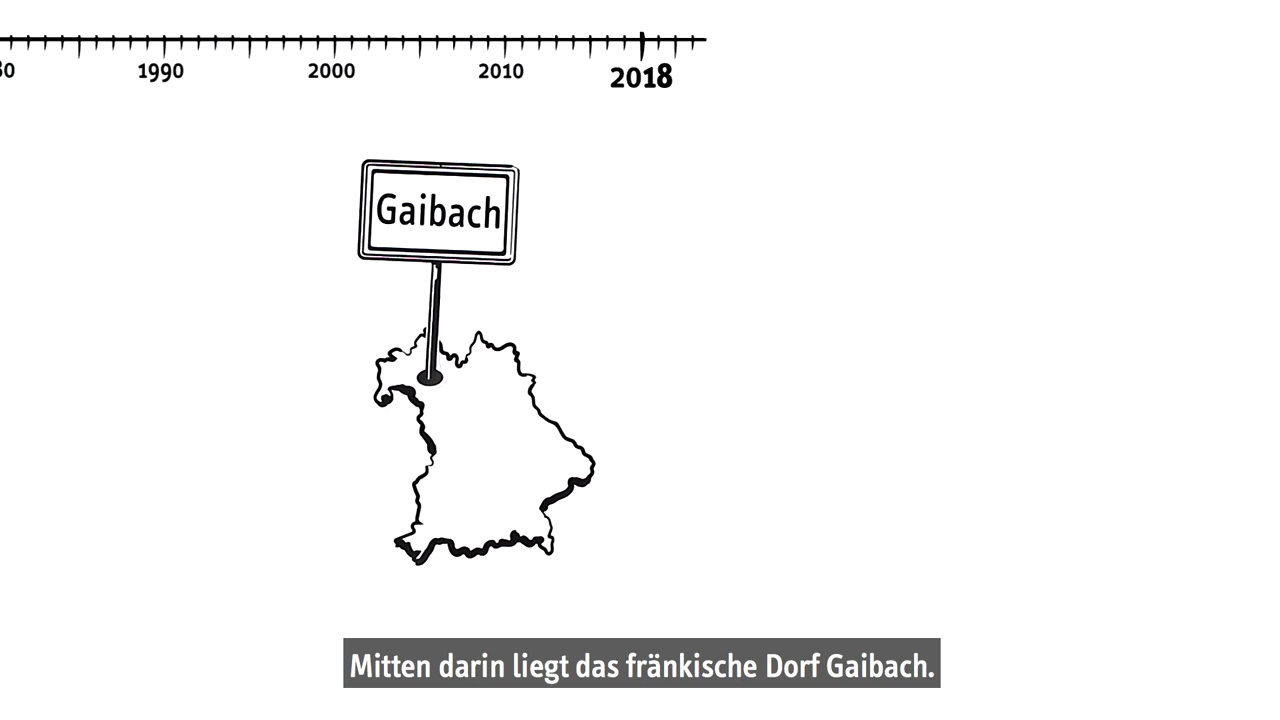 1990 2000 2010 2018
Gaibach
Mitten darin liegt das fränkische Dorf Gaibach.